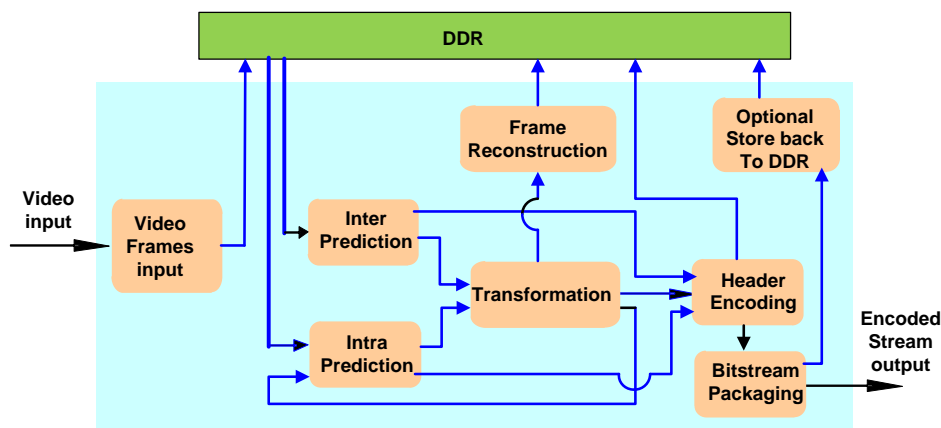 DDR
Optional
Store back
To DDR
Frame
Reconstruction
Video
input
Video
Frames
input
Inter
Prediction
Transformation
Header
Encoding
Encoded
Stream
output
Intra
Prediction
Bitstream
Packaging